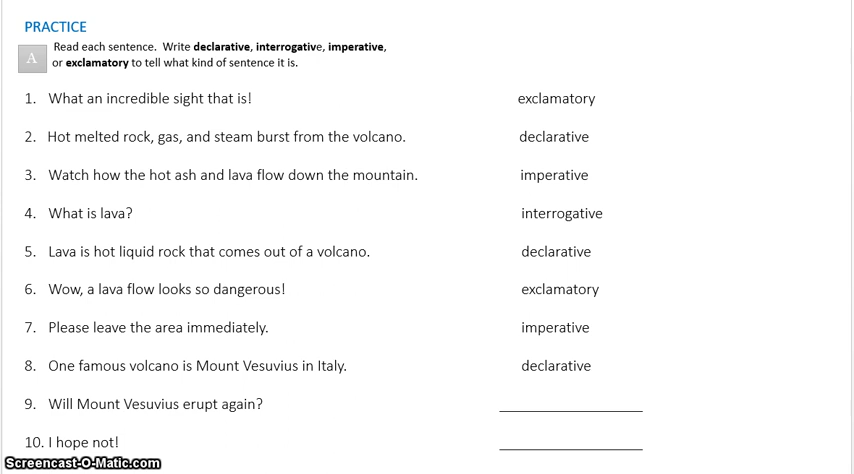 PRACTICE
A
Read each sentence. Write declarative, interrogative, imperative,
or exclamatory to tell what kind of sentence it is.
1. What an incredible sight that is! exclamatory
2. Hot melted rock, gas, and steam burst from the volcano. declarative
3. Watch how the hot ash and lava flow down the mountain. imperative
4. What is lava? interrogative
5. Lava is hot liquid rock that comes out of a volcano. declarative
6. Wow, a lava flow looks so dangerous! exclamatory
7. Please leave the area immediately. imperative
8. One famous volcano is Mount Vesuvius in Italy. declarative
9. Will Mount Vesuvius erupt again?
10. I hope not!
Screencast-O-Matic.com